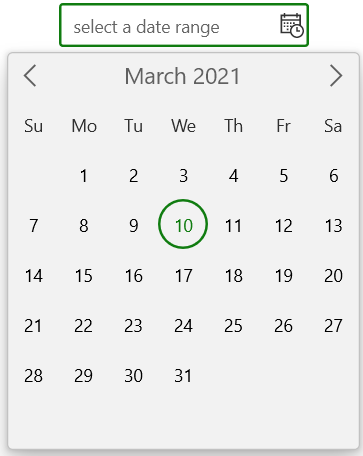 select a date range
March 2021
Su Mo Tu We Th Fr Sa
1 2 3 4 5 6
7 8 9 10 11 12 13
14 15 16 17 18 19 20
21 22 23 24 25 26 27
28 29 30 31